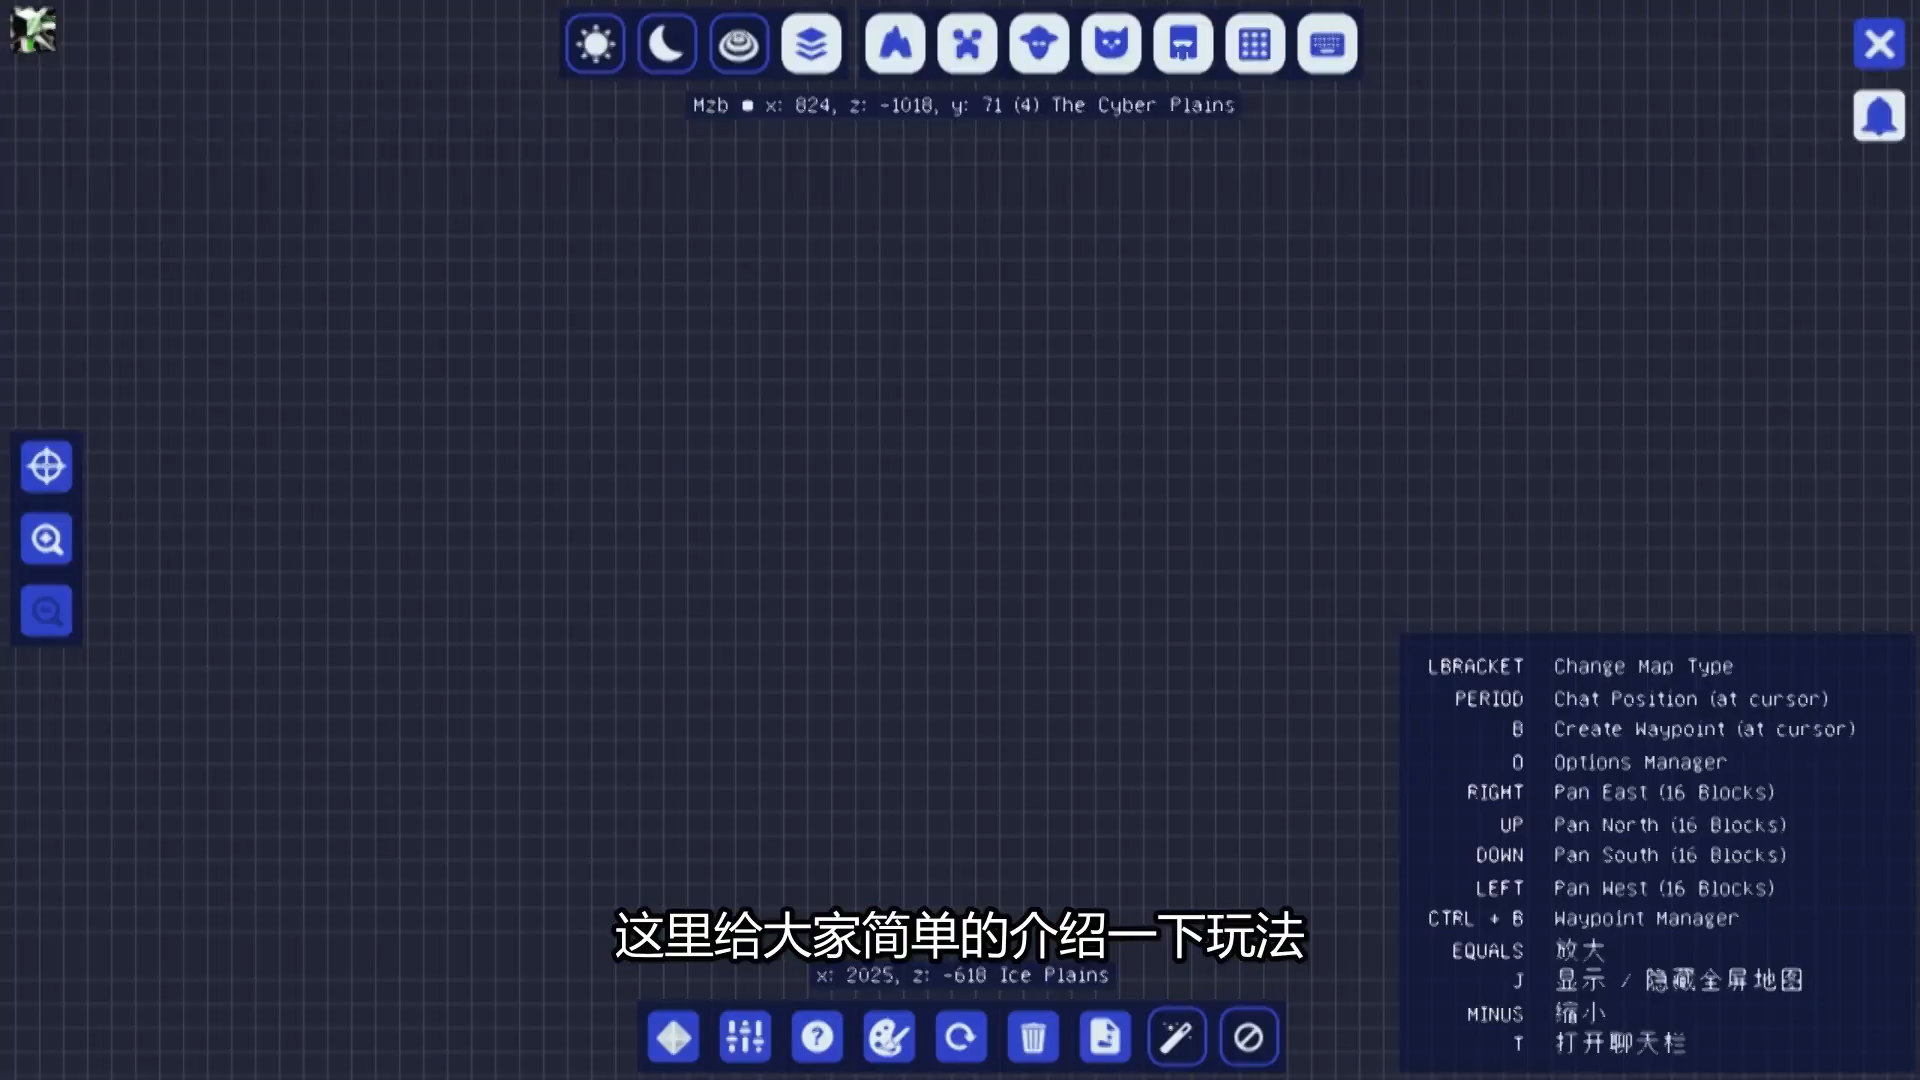 Mzb ■ x: 824, z: -1018, y: 71 (4) The Cyber Plains
LBRACKET Change Map Type
PERIOD Chat Position (at cursor)
B Create Waypoint (at cursor)
O Options Manager
RIGHT Pan East (16 Blocks)
UP Pan North (16 Blocks)
DOWN Pan South (16 Blocks)
LEFT Pan West (16 Blocks)
CTRL + B Waypoint Manager
EQUALS 放大
J 显示 / 隐藏全屏地图
MINUS 缩小
T 打开聊天栏
这里给大家简单的介绍一下玩法
x: 2025, z: -618 Ice Plains